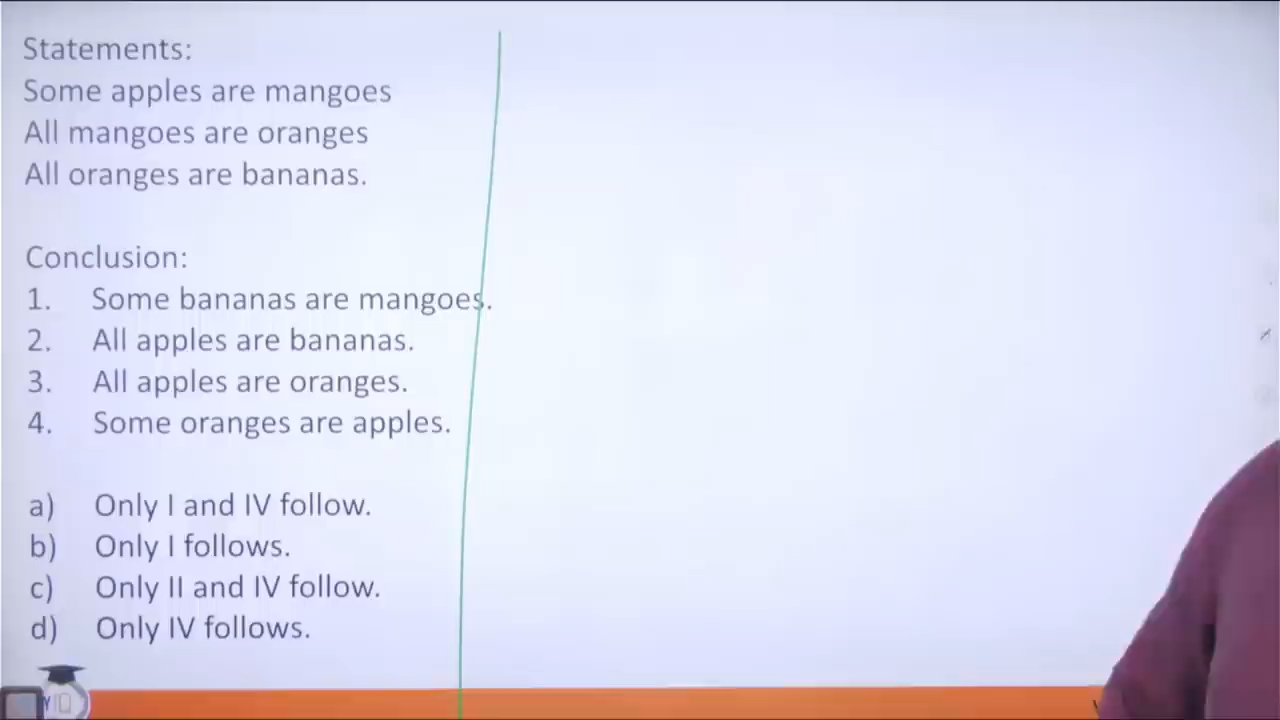 Statements:
Some apples are mangoes
All mangoes are oranges
All oranges are bananas.
Conclusion:
1. Some bananas are mangoes.
2. All apples are bananas.
3. All apples are oranges.
4. Some oranges are apples.
a) Only I and IV follow.
b) Only I follows.
c) Only II and IV follow.
d) Only IV follows.